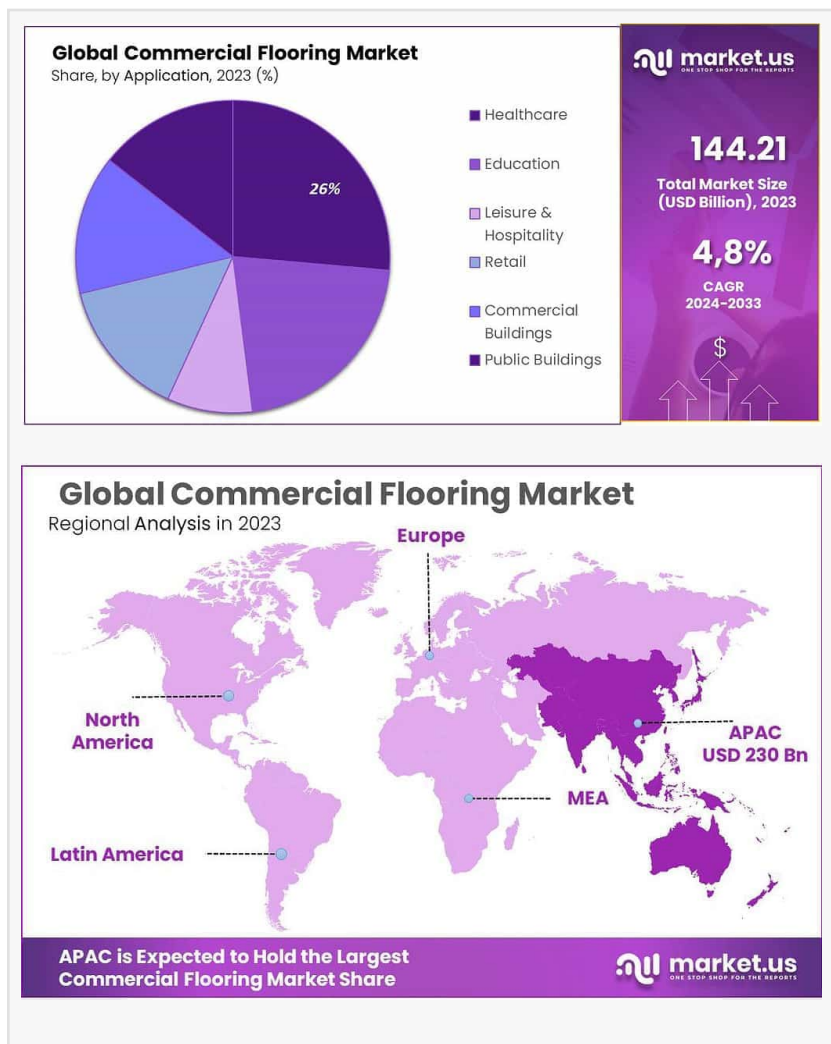 Global Commercial Flooring Market
Share, by Application, 2023 (%)
26%
Healthcare
Education
Leisure &
Hospitality
Retail
Commercial
Buildings
Public Buildings
market.us
ONE STOP SHOP FOR THE REPORTS
144.21
Total Market Size
(USD Billion), 2023
4,8%
CAGR
2024-2033
$
Global Commercial Flooring Market
Regional Analysis in 2023
Europe
North
America
APAC
USD 230 Bn
MEA
Latin America
APAC is Expected to Hold the Largest
Commercial Flooring Market Share
market.us
ONE STOP SHOP FOR THE REPORTS